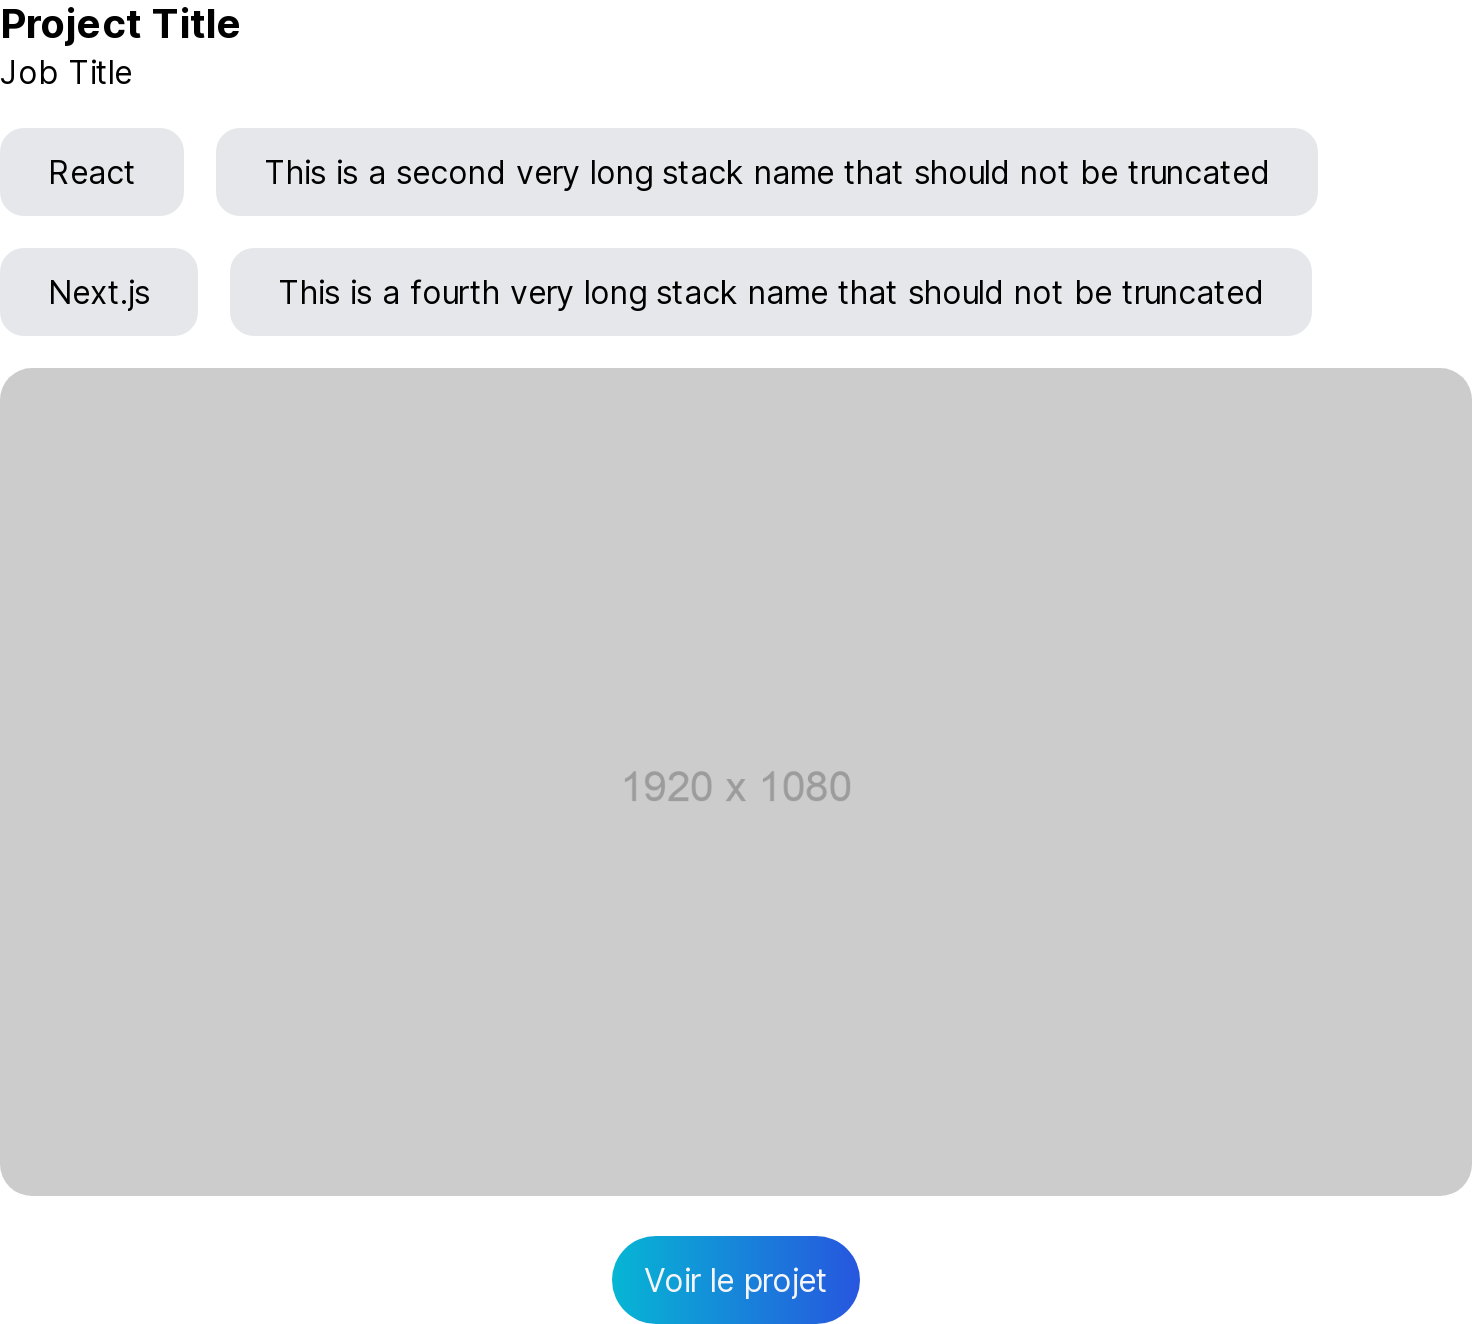 Project Title
Job Title
React
This is a second very long stack name that should not be truncated
Next.js
This is a fourth very long stack name that should not be truncated
1920 x 1080
Voir le projet